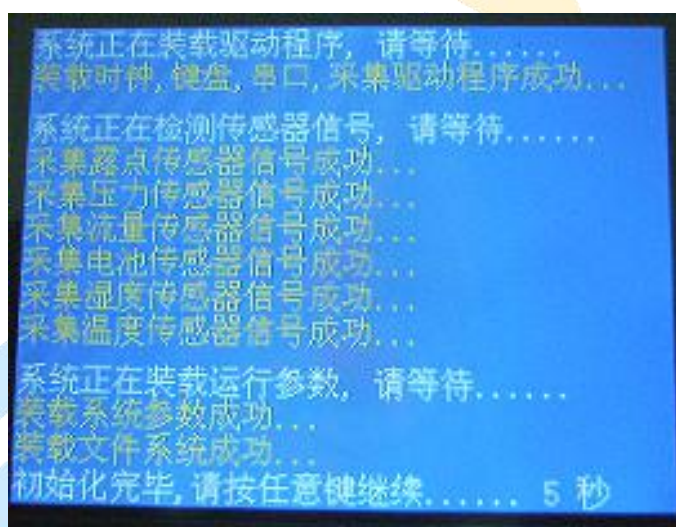 系统正在装载驱动程序, 请等待......
装载时钟,键盘,串口,采集驱动程序成功...
系统正在检测传感器信号, 请等待......
采集露点传感器信号成功...
采集压力传感器信号成功...
采集流量传感器信号成功...
采集电池传感器信号成功...
采集湿度传感器信号成功...
采集温度传感器信号成功...
系统正在装载运行参数, 请等待......
装载系统参数成功...
装载文件系统成功...
初始化完毕,请按任意键继续...... 5 秒